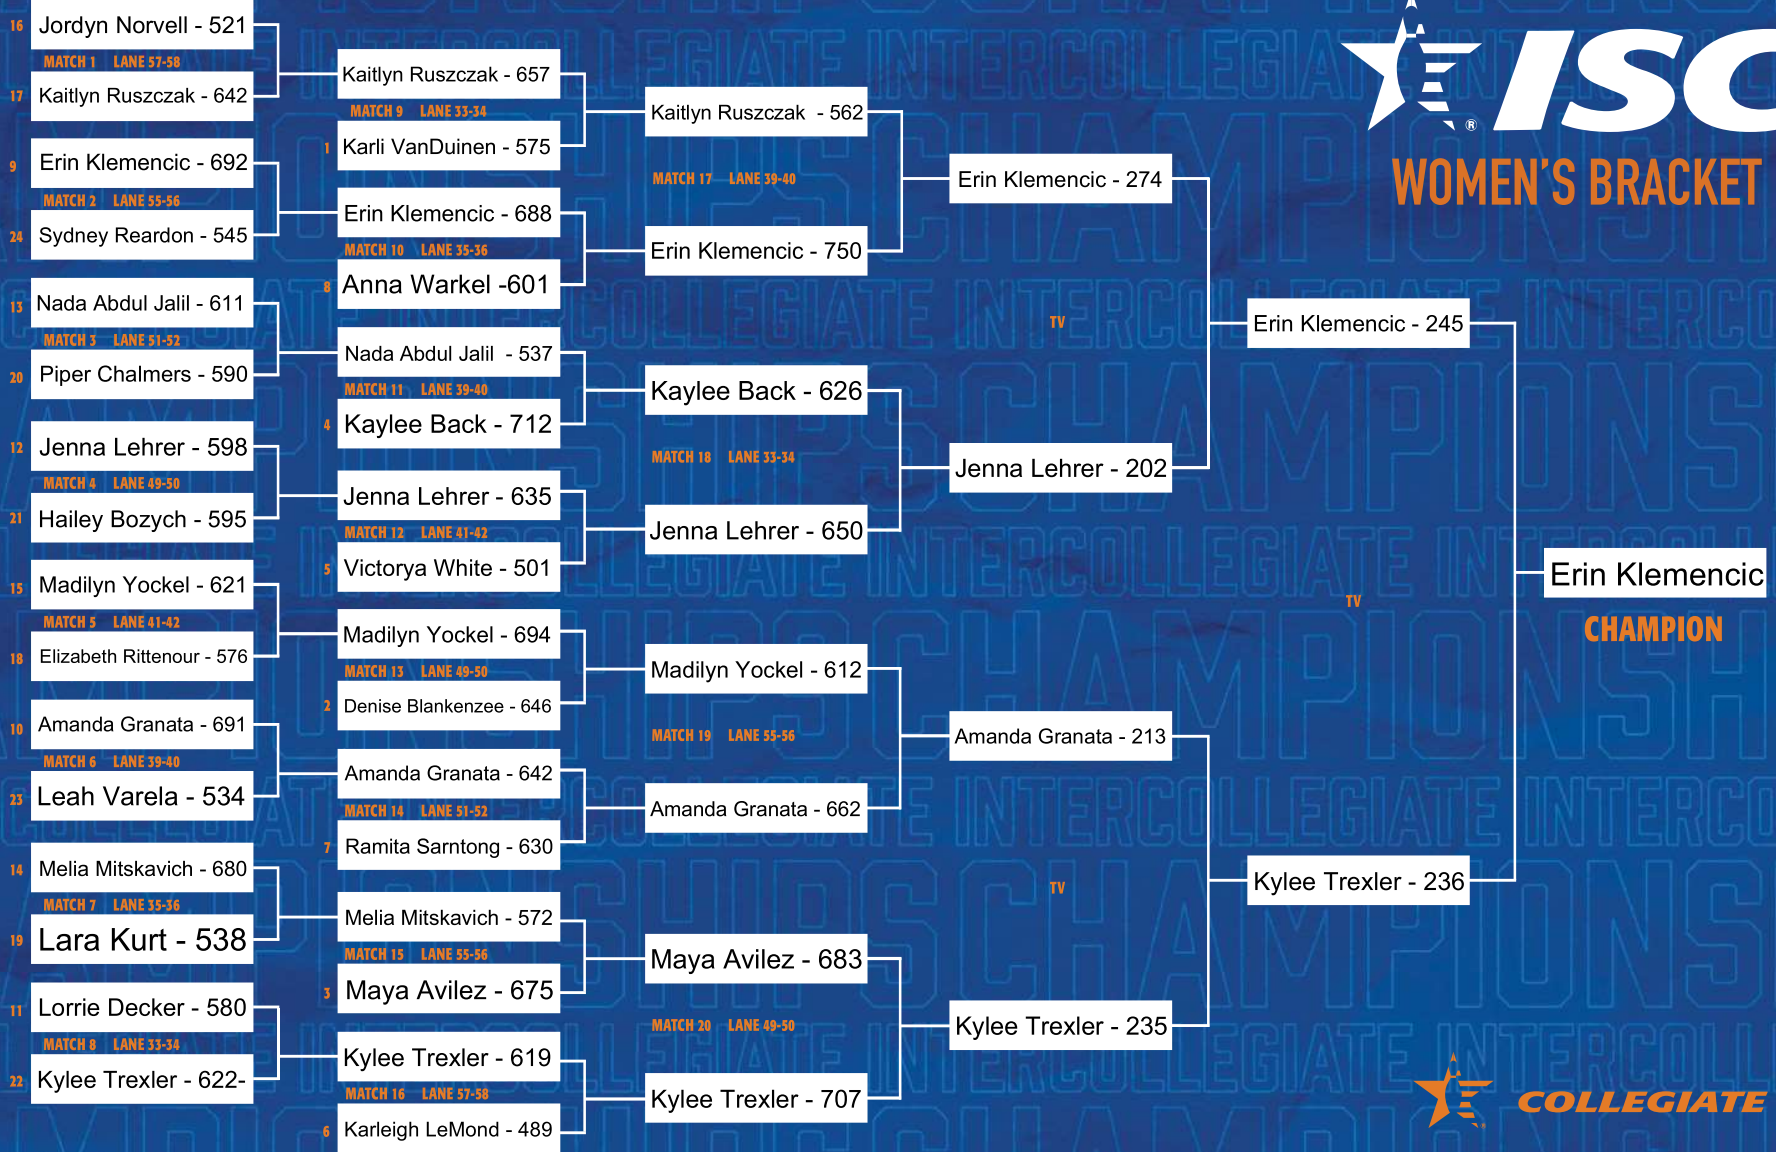 16 Jordyn Norvell - 521
MATCH 1 LANE 57-58
17 Kaitlyn Ruszczak - 642
9 Erin Klemencic - 692
MATCH 2 LANE 55-56
24 Sydney Reardon - 545
13 Nada Abdul Jalil - 611
MATCH 3 LANE 51-52
20 Piper Chalmers - 590
12 Jenna Lehrer - 598
MATCH 4 LANE 49-50
21 Hailey Bozych - 595
15 Madilyn Yockel - 621
MATCH 5 LANE 41-42
18 Elizabeth Rittenour - 576
10 Amanda Granata - 691
MATCH 6 LANE 39-40
23 Leah Varela - 534
14 Melia Mitskavich - 680
MATCH 7 LANE 35-36
19 Lara Kurt - 538
11 Lorrie Decker - 580
MATCH 8 LANE 33-34
22 Kylee Trexler - 622-
Kaitlyn Ruszczak - 657
MATCH 9 LANE 33-34
1 Karli VanDuinen - 575
Erin Klemencic - 688
MATCH 10 LANE 35-36
8 Anna Warkel -601
Nada Abdul Jalil - 537
MATCH 11 LANE 39-40
4 Kaylee Back - 712
Jenna Lehrer - 635
MATCH 12 LANE 41-42
5 Victorya White - 501
Madilyn Yockel - 694
MATCH 13 LANE 49-50
2 Denise Blankenzee - 646
Amanda Granata - 642
MATCH 14 LANE 51-52
7 Ramita Sarntong - 630
Melia Mitskavich - 572
MATCH 15 LANE 55-56
3 Maya Avilez - 675
Kylee Trexler - 619
MATCH 16 LANE 57-58
6 Karleigh LeMond - 489
Kaitlyn Ruszczak - 562
MATCH 17 LANE 39-40
Erin Klemencic - 750
Kaylee Back - 626
MATCH 18 LANE 33-34
Jenna Lehrer - 650
Madilyn Yockel - 612
MATCH 19 LANE 55-56
Amanda Granata - 662
Maya Avilez - 683
MATCH 20 LANE 49-50
Kylee Trexler - 707
Erin Klemencic - 274
TV
Jenna Lehrer - 202
Amanda Granata - 213
TV
Kylee Trexler - 235
Erin Klemencic - 245
TV
Kylee Trexler - 236
Erin Klemencic
CHAMPION
ISC
®
WOMEN'S BRACKET
COLLEGIATE
INTERCOLLEGIATE
CHAMPIONSHIPS